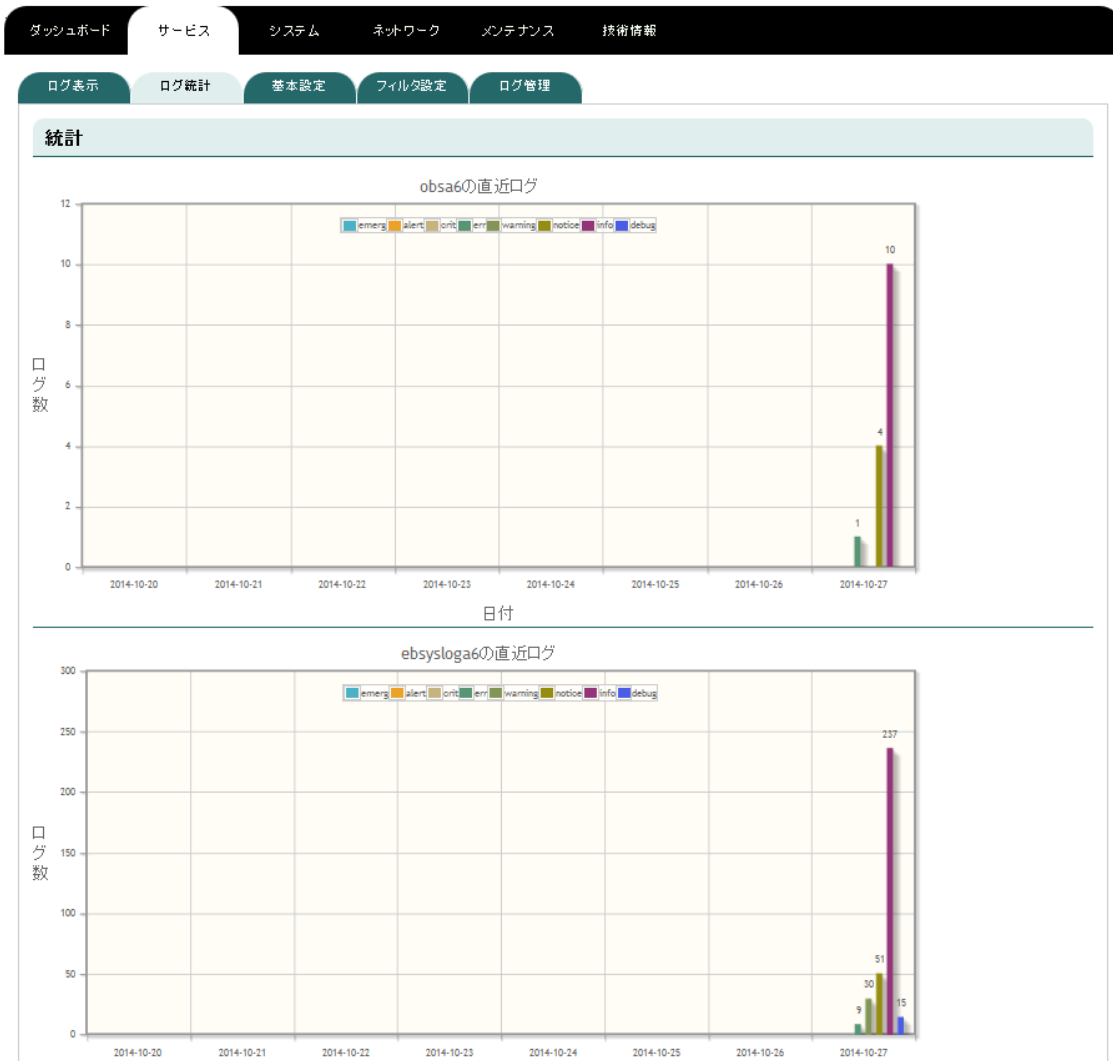 ダッシュボード サービス システム ネットワーク メンテナンス 技術情報
ログ表示 ログ統計 基本設定 フィルタ設定 ログ管理
統計
obsa6の直近ログ
emerg alert crit err warning notice info debug
12
10
8
6
4
2
0
ログ数
10
4
1
2014-10-20 2014-10-21 2014-10-22 2014-10-23 2014-10-24 2014-10-25 2014-10-26 2014-10-27
日付
ebsysloga6の直近ログ
emerg alert crit err warning notice info debug
300
250
200
150
100
50
0
ログ数
237
51
30
9
15
2014-10-20 2014-10-21 2014-10-22 2014-10-23 2014-10-24 2014-10-25 2014-10-26 2014-10-27